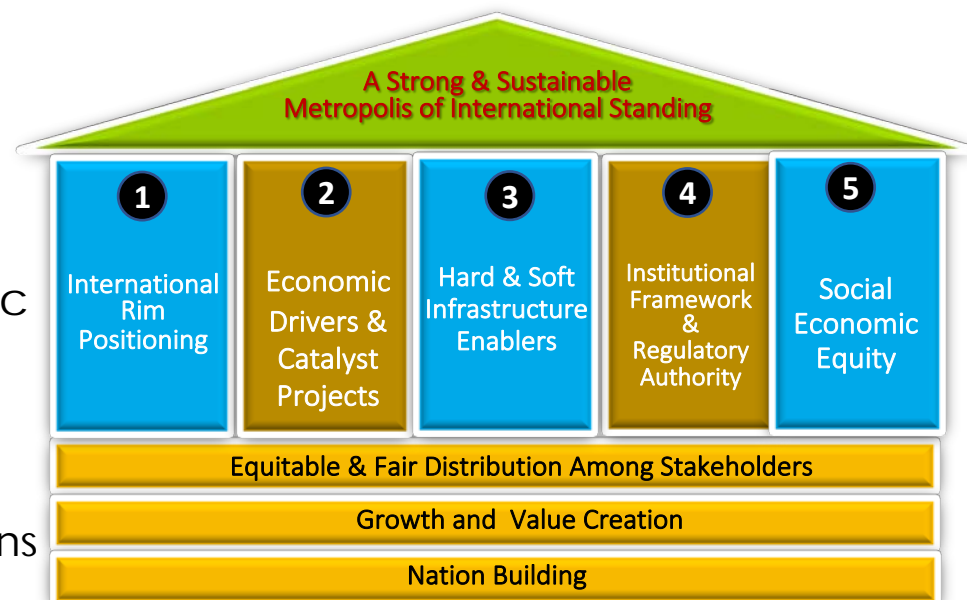 A Strong & Sustainable
Metropolis of International Standing
1
International
Rim
Positioning
2
Economic
Drivers &
Catalyst
Projects
3
Hard & Soft
Infrastructure
Enablers
4
Institutional
Framework
&
Regulatory
Authority
5
Social
Economic
Equity
c
Equitable & Fair Distribution Among Stakeholders
Growth and Value Creation
ns
Nation Building